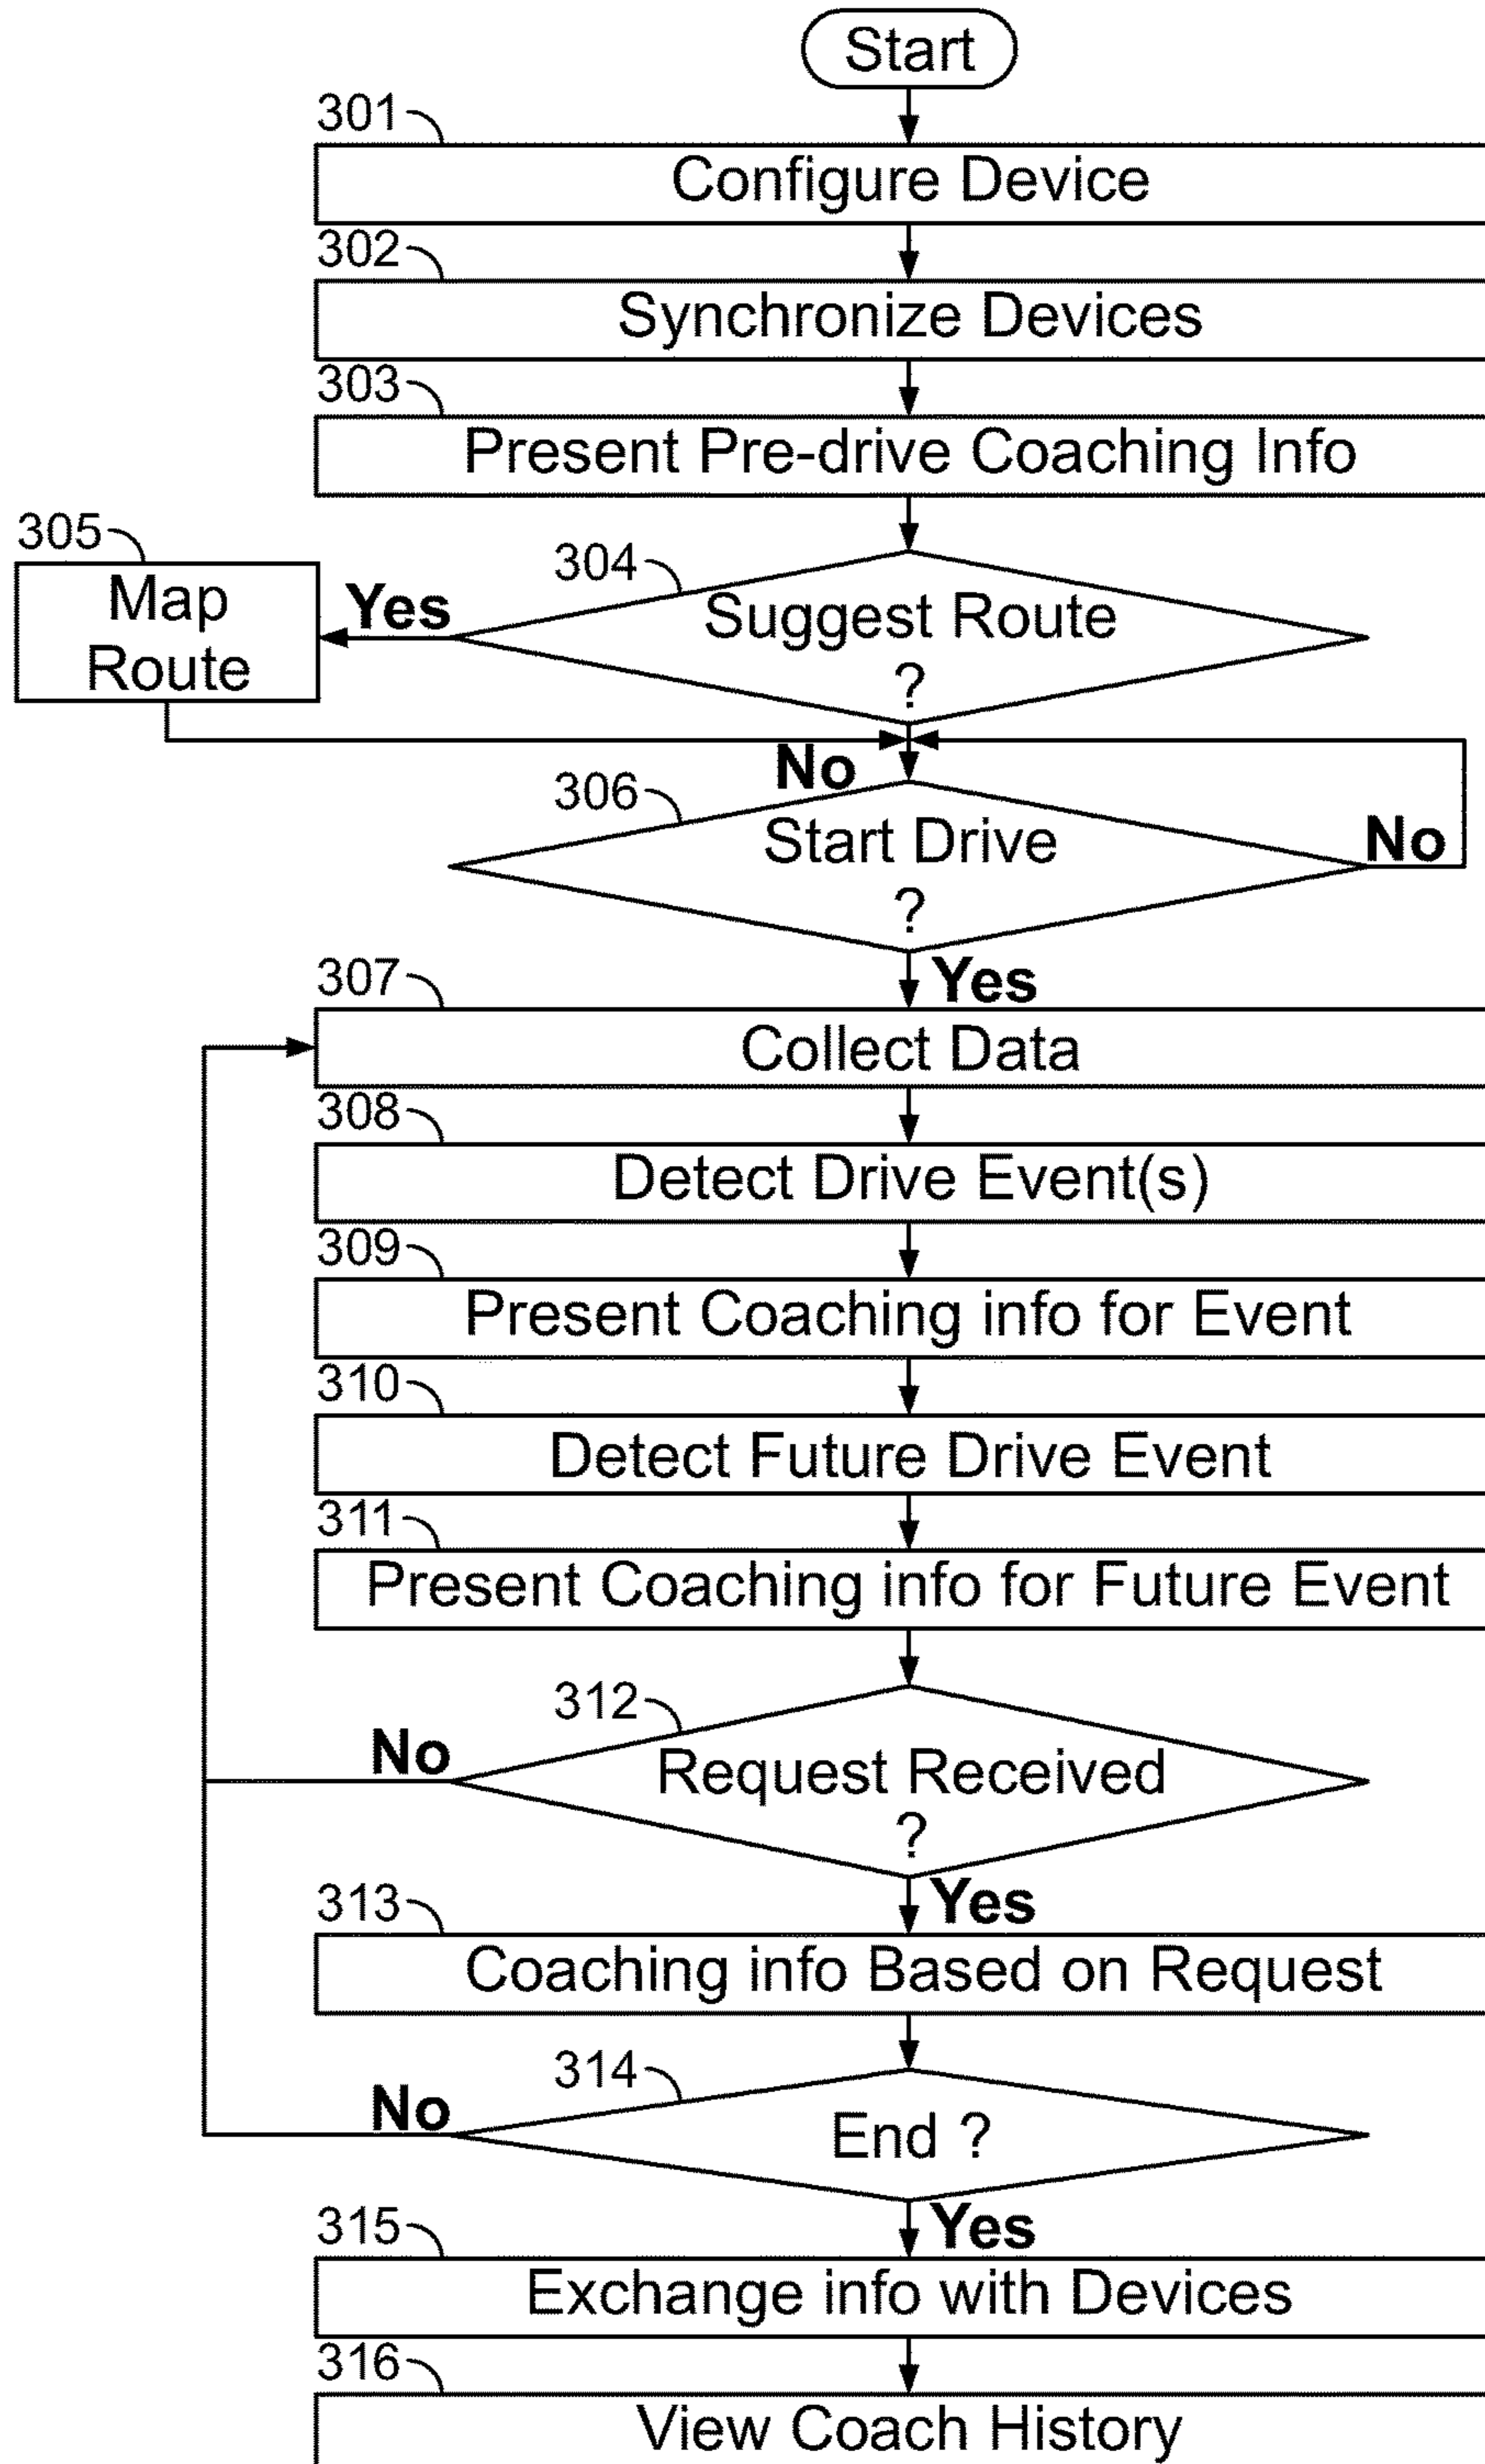 Start
301
Configure Device
302
Synchronize Devices
303
Present Pre-drive Coaching Info
304
Suggest Route
?
Yes
305
Map
Route
No
306
Start Drive
?
No
Yes
307
Collect Data
308
Detect Drive Event(s)
309
Present Coaching info for Event
310
Detect Future Drive Event
311
Present Coaching info for Future Event
312
Request Received
?
No
Yes
313
Coaching info Based on Request
314
End ?
No
Yes
315
Exchange info with Devices
316
View Coach History